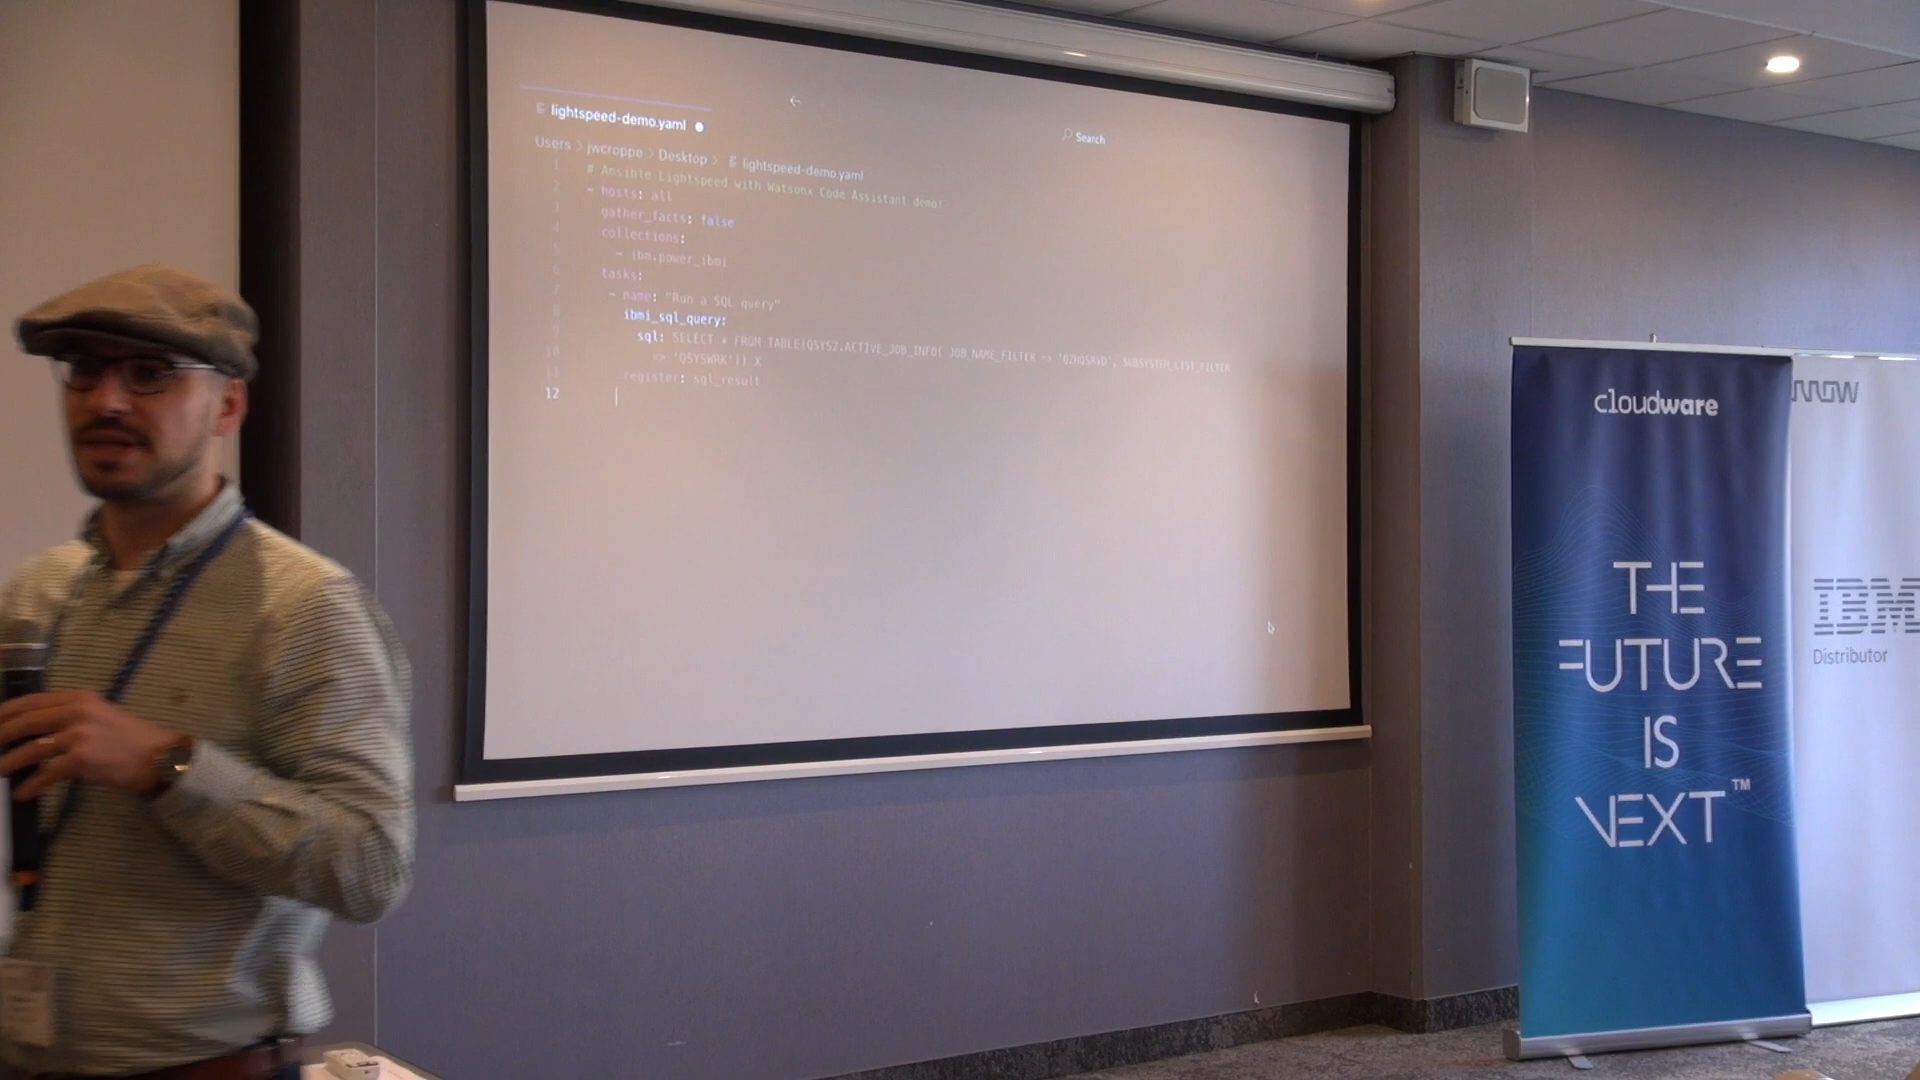 lightspeed-demo.yaml
Search
Users > jwcroppe > Desktop > lightspeed-demo.yaml
1 # Ansible Lightspeed with Watsonx Code Assistant demo!
2 - hosts: all
3 gather_facts: false
4 collections:
5 - ibm.power_ibmi
6 tasks:
7 - name: "Run a SQL query"
8 ibmi_sql_query:
9 sql: SELECT * FROM TABLE(QSYS2.ACTIVE_JOB_INFO( JOB_NAME_FILTER => 'QZHQSRVD', SUBSYSTEM_LIST_FILTER
10 => 'QSYSWRK')) X
11 register: sql_result
12
cloudware
THE
FUTURE
IS
NEXT™
IBM
Distributor